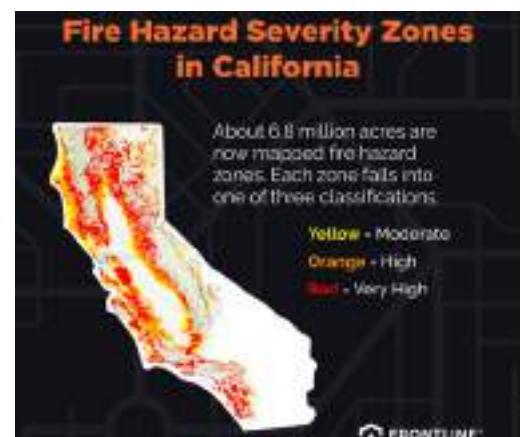 Fire Hazard Severity Zones
in California
About 6.8 million acres are
now mapped fire hazard
zones. Each zone falls into
one of three classifications.
Yellow - Moderate
Orange - High
Red - Very High
FRONTLINE